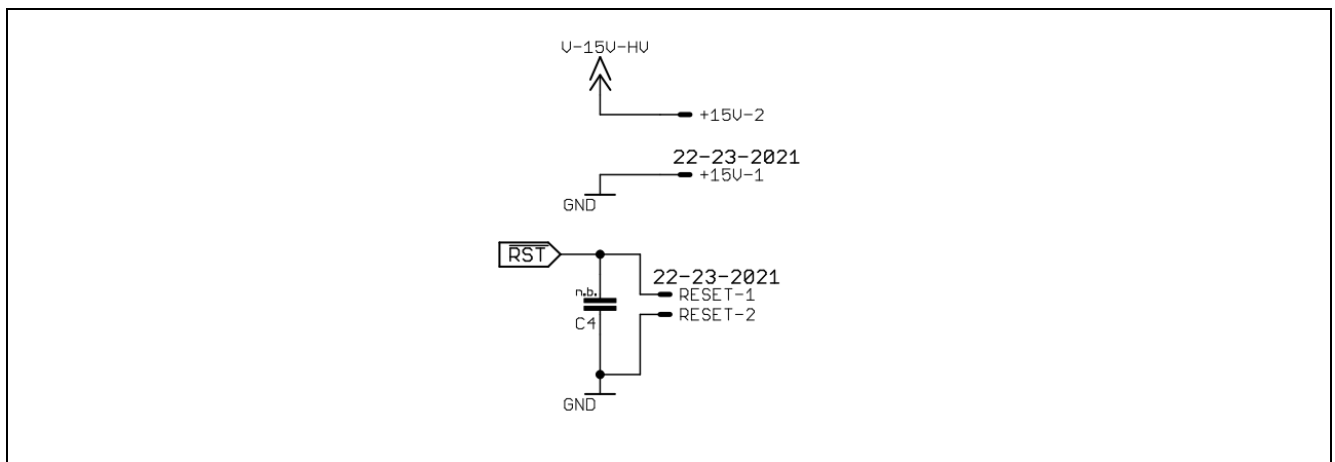 V-15V-HV
+15V-2
22-23-2021
+15V-1
GND
RST
22-23-2021
n.b.
RESET-1
RESET-2
C4
GND